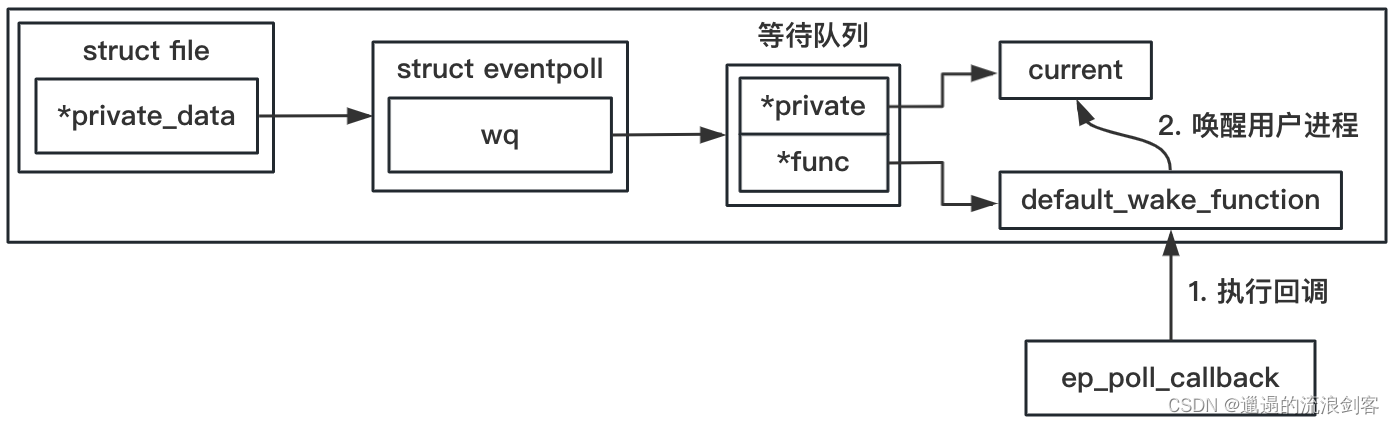 struct file
*private_data
struct eventpoll
wq
等待队列
*private
*func
current
2. 唤醒用户进程
default_wake_function
1. 执行回调
ep_poll_callback
CSDN @邋遢的流浪剑客